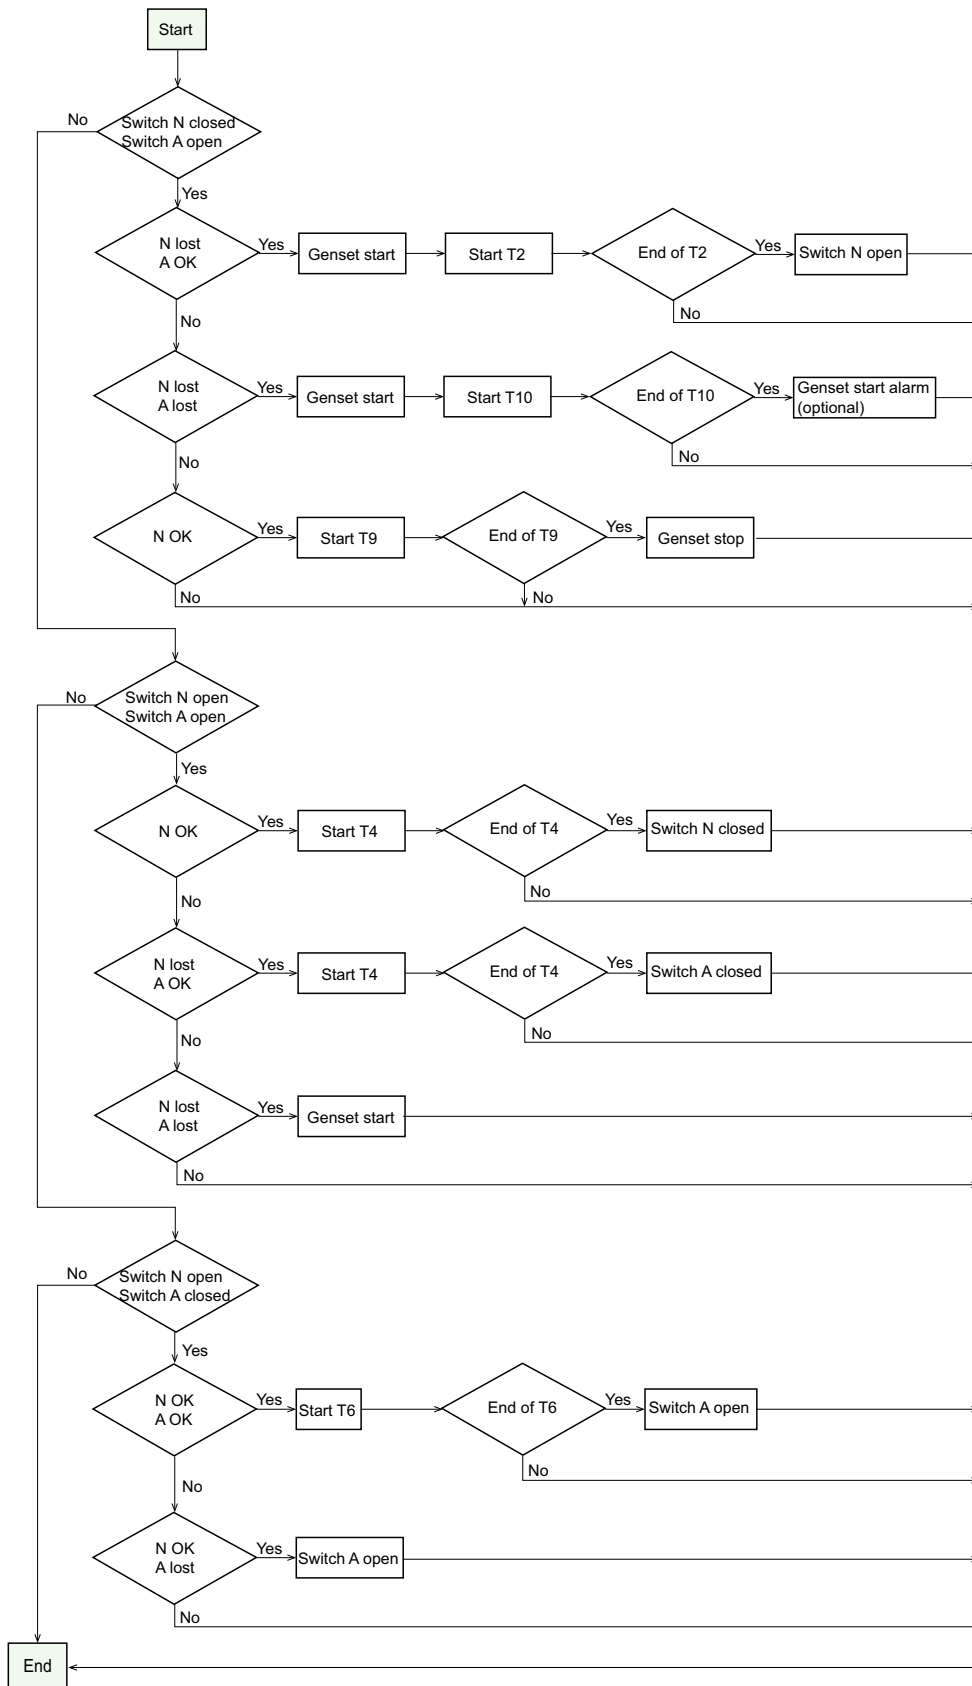 Start
No
Switch N closed
Switch A open
Yes
N lost
A OK
Yes
Genset start
Start T2
End of T2
Yes
Switch N open
No
No
N lost
A lost
Yes
Genset start
Start T10
End of T10
Yes
Genset start alarm
(optional)
No
No
N OK
Yes
Start T9
End of T9
Yes
Genset stop
No
No
No
Switch N open
Switch A open
Yes
N OK
Yes
Start T4
End of T4
Yes
Switch N closed
No
No
N lost
A OK
Yes
Start T4
End of T4
Yes
Switch A closed
No
No
N lost
A lost
Yes
Genset start
No
No
Switch N open
Switch A closed
Yes
N OK
A OK
Yes
Start T6
End of T6
Yes
Switch A open
No
No
N OK
A lost
Yes
Switch A open
No
End